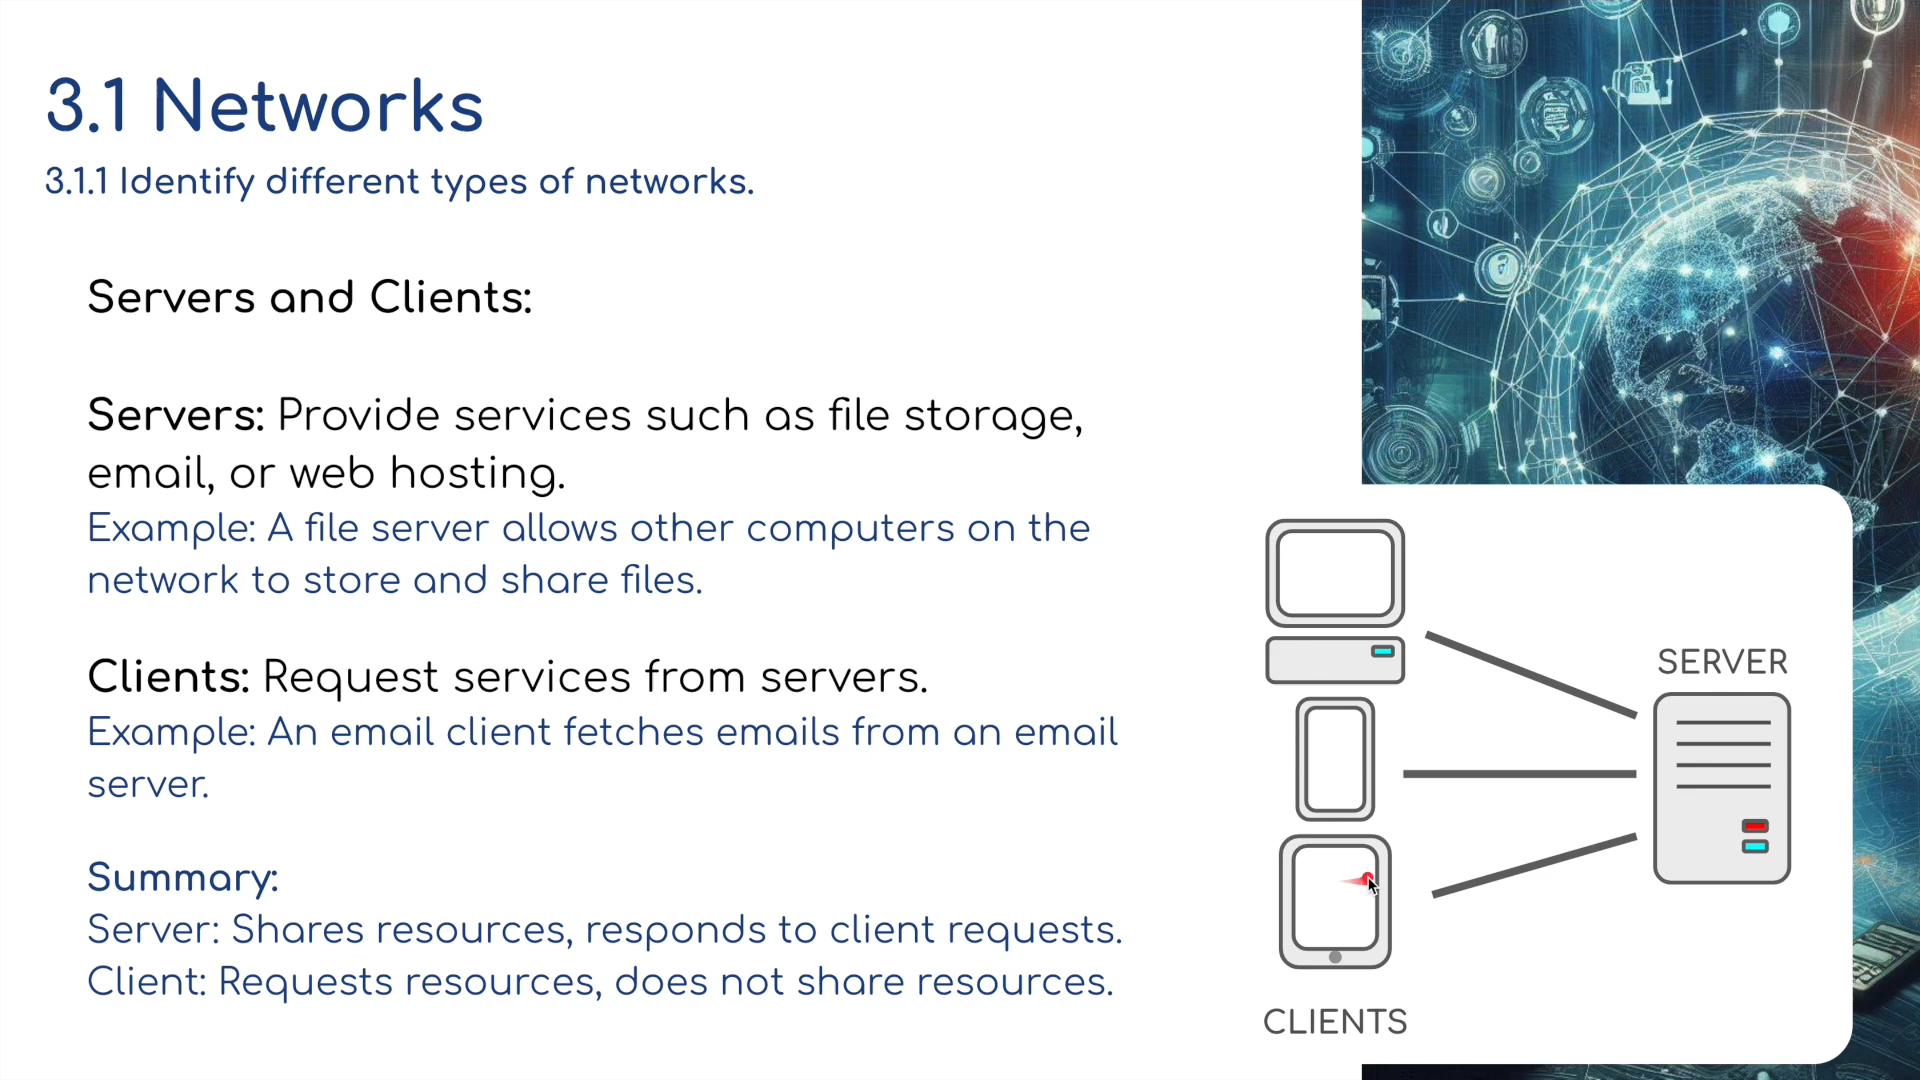 3.1 Networks
3.1.1 Identify different types of networks.
Servers and Clients:
Servers: Provide services such as file storage,
email, or web hosting.
Example: A file server allows other computers on the
network to store and share files.
Clients: Request services from servers.
Example: An email client fetches emails from an email
server.
Summary:
Server: Shares resources, responds to client requests.
Client: Requests resources, does not share resources.
SERVER
CLIENTS